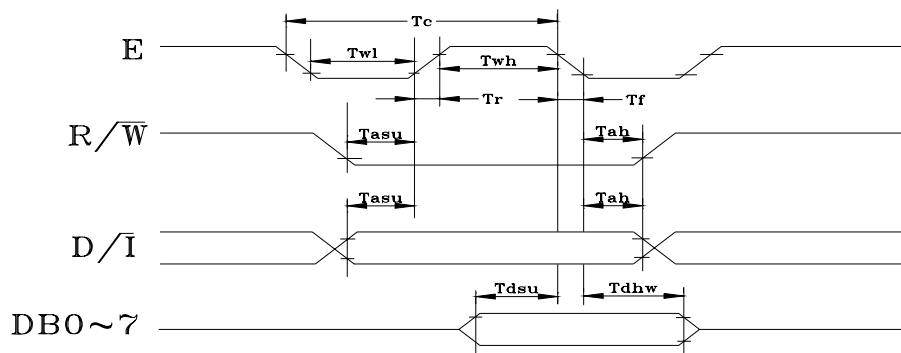 Tc
E
Twl
Twh
Tr
Tf
R/W̅
Tasu
Tah
Tasu
Tah
D/I̅
Tdsu
Tdhw
DB0~7